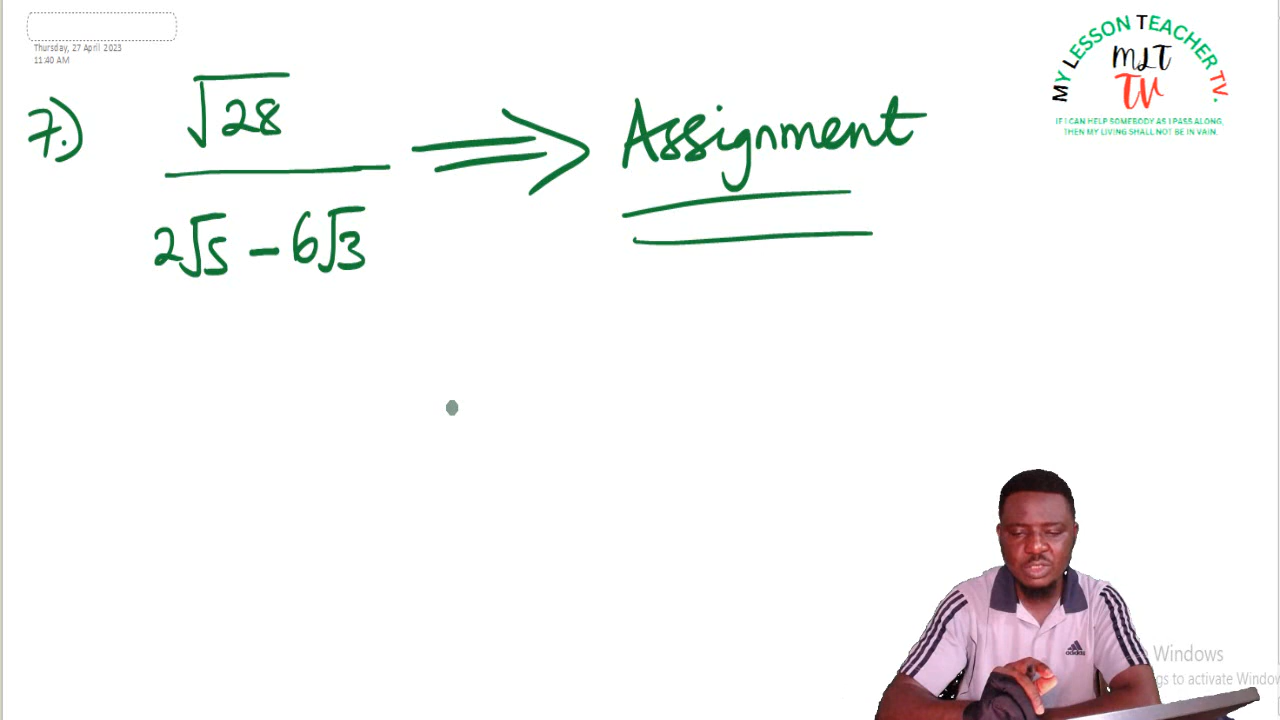 Thursday, 27 April 2023
11:40 AM
7.) √28
2√5 - 6√3
⇒ Assignment
MY LESSON TEACHER TV.
MLT
TV
IF I CAN HELP SOMEBODY AS I PASS ALONG,
THEN MY LIVING SHALL NOT BE IN VAIN.
adidas
Windows
gs to activate Window